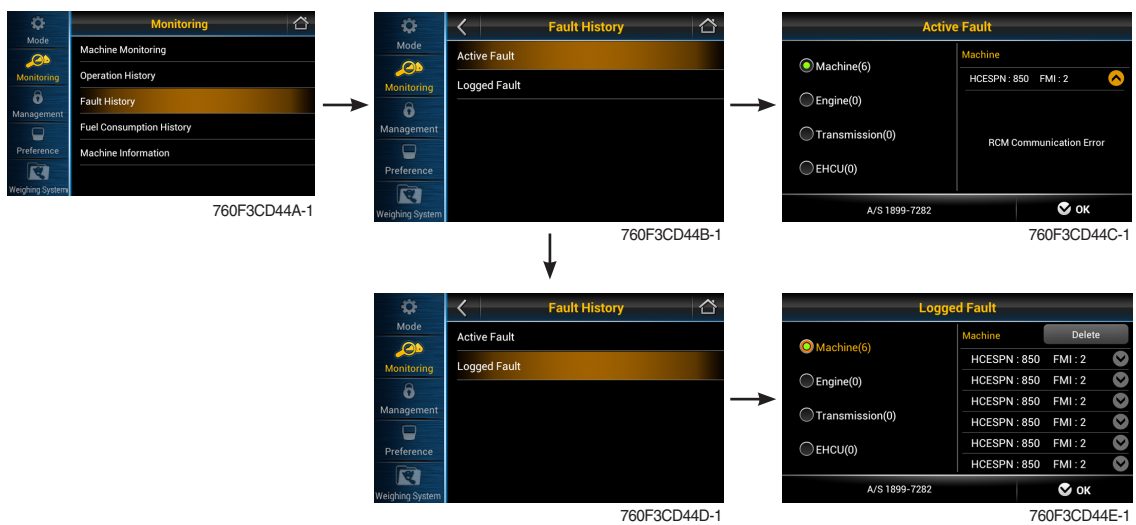 Monitoring
Mode
Monitoring
Management
Preference
Weighing System
Machine Monitoring
Operation History
Fault History
Fuel Consumption History
Machine Information
760F3CD44A-1
Fault History
Mode
Monitoring
Management
Preference
Weighing System
Active Fault
Logged Fault
760F3CD44B-1
Active Fault
Machine(6)
Engine(0)
Transmission(0)
EHCU(0)
Machine
HCESPN : 850 FMI : 2
RCM Communication Error
A/S 1899-7282
OK
760F3CD44C-1
Fault History
Mode
Monitoring
Management
Preference
Weighing System
Active Fault
Logged Fault
760F3CD44D-1
Logged Fault
Machine(6)
Engine(0)
Transmission(0)
EHCU(0)
Machine
Delete
HCESPN : 850 FMI : 2
HCESPN : 850 FMI : 2
HCESPN : 850 FMI : 2
HCESPN : 850 FMI : 2
HCESPN : 850 FMI : 2
HCESPN : 850 FMI : 2
A/S 1899-7282
OK
760F3CD44E-1